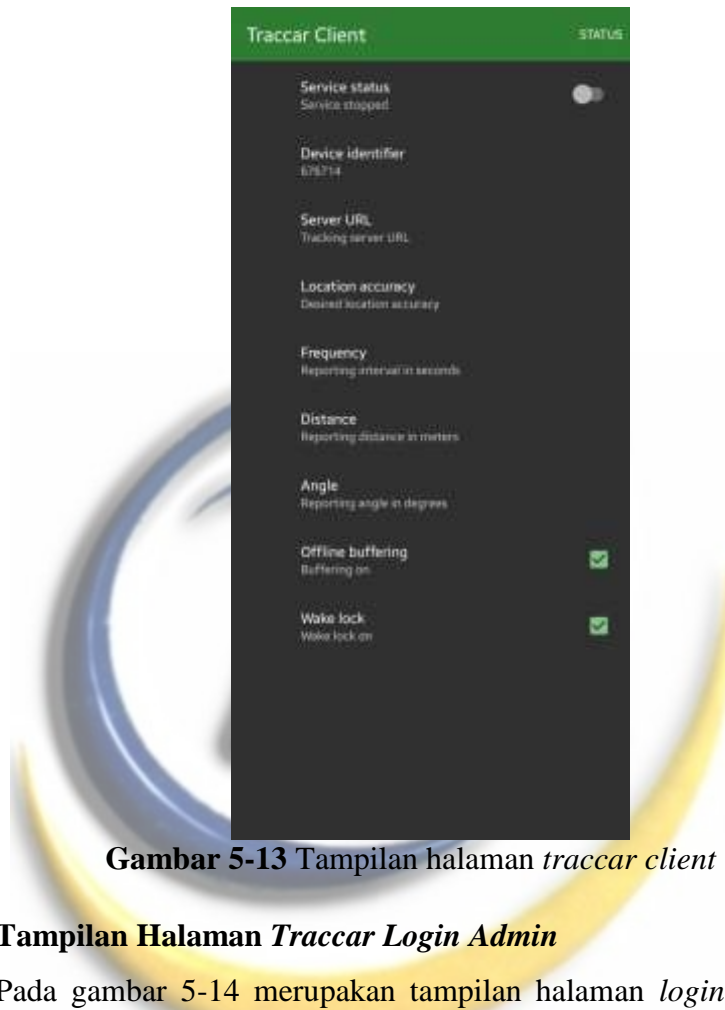 Traccar Client STATUS
Service status
Service stopped
Device identifier
676714
Server URL
Tracking server URL
Location accuracy
Desired location accuracy
Frequency
Reporting interval in seconds
Distance
Reporting distance in meters
Angle
Reporting angle in degrees
Offline buffering
Buffering on
Wake lock
Wake lock on
Gambar 5-13 Tampilan halaman traccar client
Tampilan Halaman Traccar Login Admin
Pada gambar 5-14 merupakan tampilan halaman login